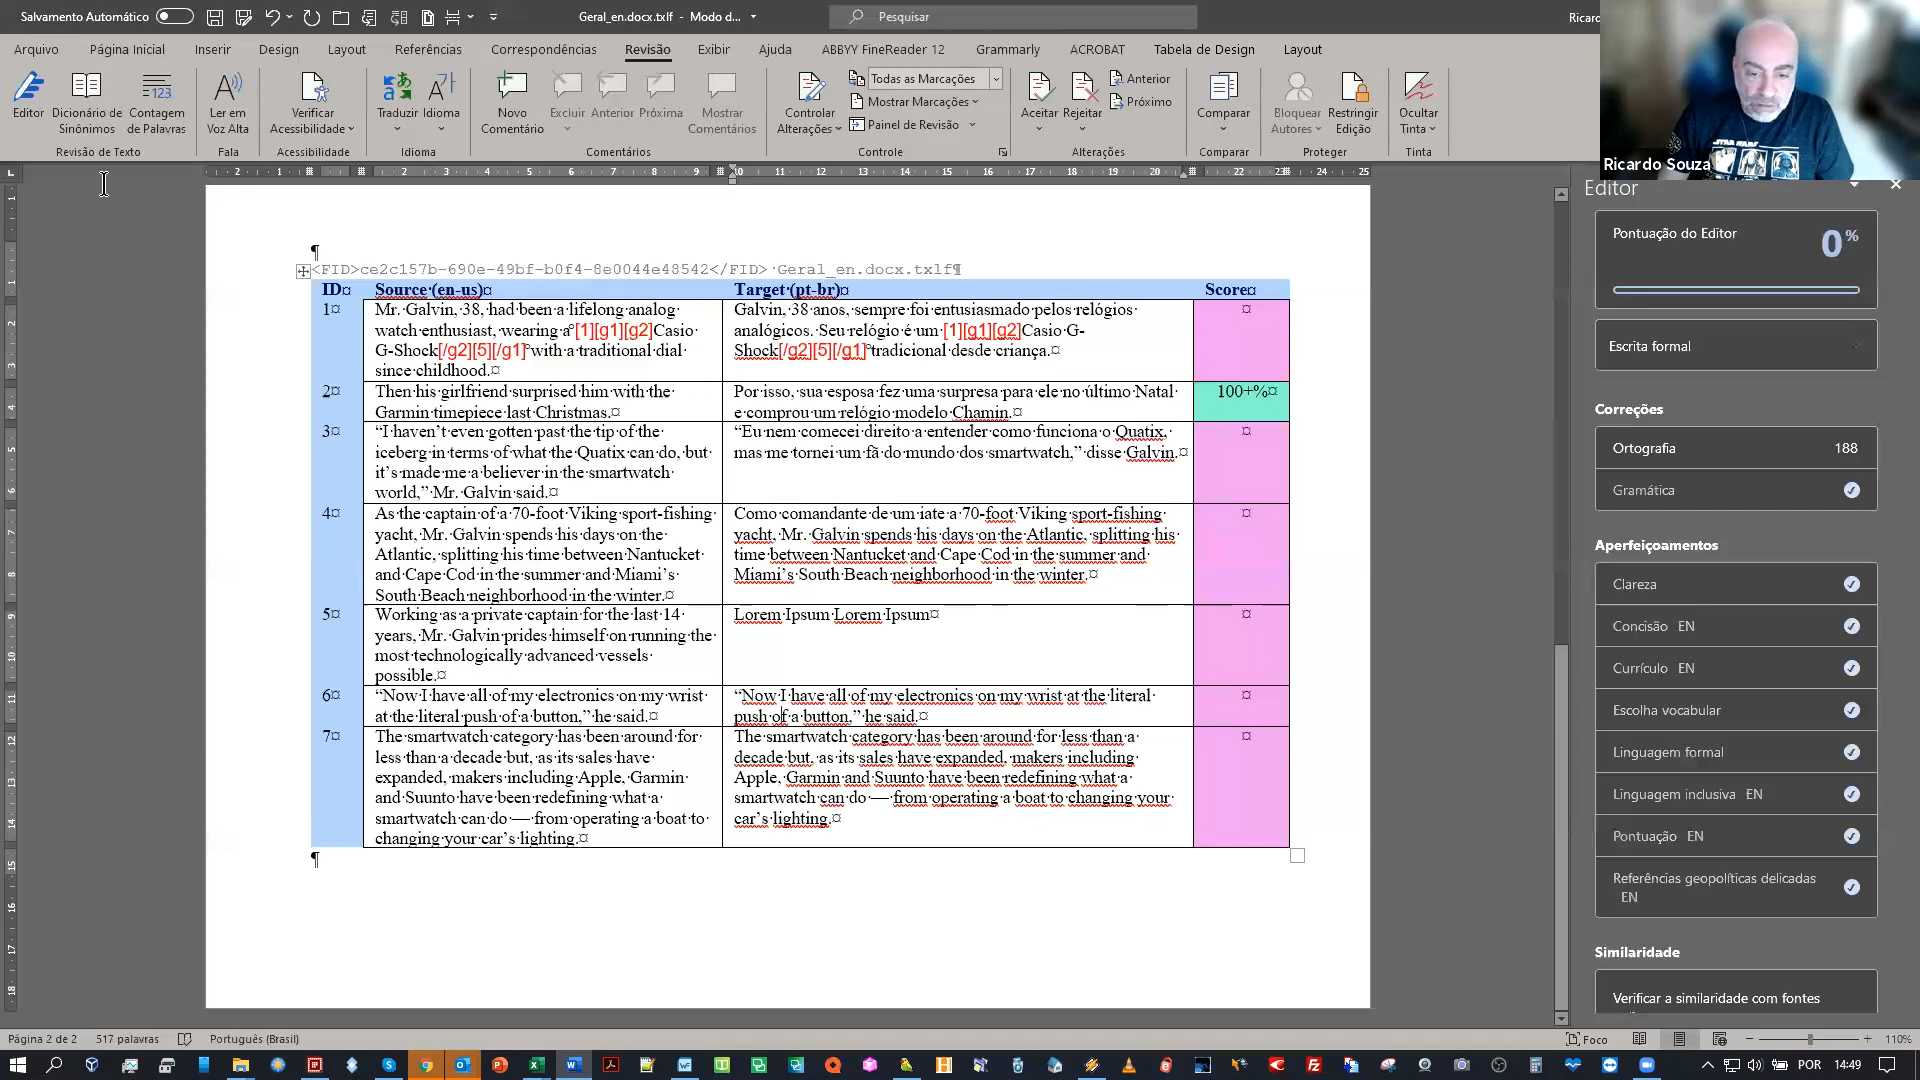 Salvamento Automático
Geral_en.docx.txlf - Modo d...
Pesquisar
Ricar
Arquivo Página Inicial Inserir Design Layout Referências Correspondências Revisão Exibir Ajuda ABBYY FineReader 12 Grammarly ACROBAT Tabela de Design Layout
Editor
Dicionário de Sinônimos
Contagem de Palavras
Revisão de Texto
Ler em Voz Alta
Fala
Verificar Acessibilidade
Acessibilidade
Traduzir
Idioma
Idioma
Novo Comentário
Excluir
Anterior
Próxima
Mostrar Comentários
Comentários
Controlar Alterações
Todas as Marcações
Mostrar Marcações
Painel de Revisão
Controle
Aceitar
Rejeitar
Anterior
Próximo
Alterações
Comparar
Comparar
Bloquear Autores
Restringir Edição
Proteger
Ocultar Tinta
Tinta
Ricardo Souza
<FID>ce2c157b-690e-49bf-b0f4-8e0044e48542</FID> Geral_en.docx.txlf¶
ID Source (en-us) Target (pt-br) Score
1
Mr. Galvin, 38, had been a lifelong analog
watch enthusiast, wearing a [1][g1][g2]Casio
G-Shock[/g2][5][/g1] with a traditional dial
since childhood.
Galvin, 38 anos, sempre foi entusiasmado pelos relógios
analógicos. Seu relógio é um [1][g1][g2]Casio G-
Shock[/g2][5][/g1] tradicional desde criança.
2
Then his girlfriend surprised him with the
Garmin timepiece last Christmas.
Por isso, sua esposa fez uma surpresa para ele no último Natal
e comprou um relógio modelo Chamin.
100+%
3
“I haven’t even gotten past the tip of the
iceberg in terms of what the Quatix can do, but
it’s made me a believer in the smartwatch
world,” Mr. Galvin said.
“Eu nem comecei direito a entender como funciona o Quatix,
mas me tornei um fã do mundo dos smartwatch,” disse Galvin.
4
As the captain of a 70-foot Viking sport-fishing
yacht, Mr. Galvin spends his days on the
Atlantic, splitting his time between Nantucket
and Cape Cod in the summer and Miami’s
South Beach neighborhood in the winter.
Como comandante de um iate a 70-foot Viking sport-fishing
yacht, Mr. Galvin spends his days on the Atlantic, splitting his
time between Nantucket and Cape Cod in the summer and
Miami’s South Beach neighborhood in the winter.
5
Working as a private captain for the last 14
years, Mr. Galvin prides himself on running the
most technologically advanced vessels
possible.
Lorem Ipsum Lorem Ipsum
6
“Now I have all of my electronics on my wrist
at the literal push of a button,” he said.
“Now I have all of my electronics on my wrist at the literal
push of a button,” he said.
7
The smartwatch category has been around for
less than a decade but, as its sales have
expanded, makers including Apple, Garmin
and Suunto have been redefining what a
smartwatch can do — from operating a boat to
changing your car’s lighting.
The smartwatch category has been around for less than a
decade but, as its sales have expanded, makers including
Apple, Garmin and Suunto have been redefining what a
smartwatch can do — from operating a boat to changing your
car’s lighting.
Editor
Pontuação do Editor 0%
Escrita formal
Correções
Ortografia 188
Gramática
Aperfeiçoamentos
Clareza
Concisão EN
Currículo EN
Escolha vocabular
Linguagem formal
Linguagem inclusiva EN
Pontuação EN
Referências geopolíticas delicadas
EN
Similaridade
Verificar a similaridade com fontes
Página 2 de 2 517 palavras Português (Brasil) Foco 110%
POR 14:49